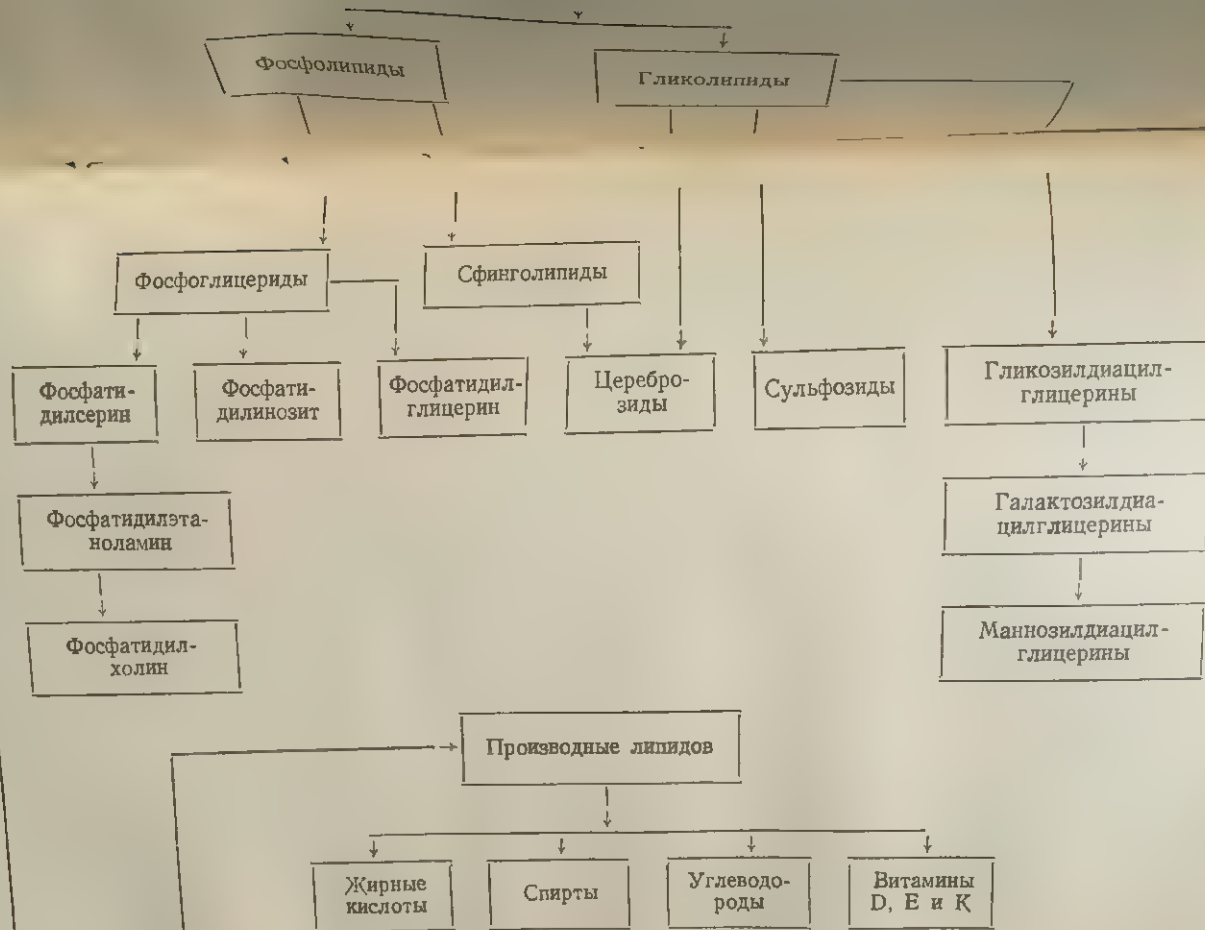 Фосфолипиды
Гликолипиды
Фосфоглицериды
Сфинголипиды
Фосфати-
дилсерин
Фосфати-
дилинозит
Фосфатидил-
глицерин
Церебро-
зиды
Сульфозиды
Гликозилдиацил-
глицерины
Фосфатидилэта-
ноламин
Галактозилдиа-
цилглицерины
Фосфатидил-
холин
Маннозилдиацил-
глицерины
Производные липидов
Жирные
кислоты
Спирты
Углеводо-
роды
Витамины
D, Е и К